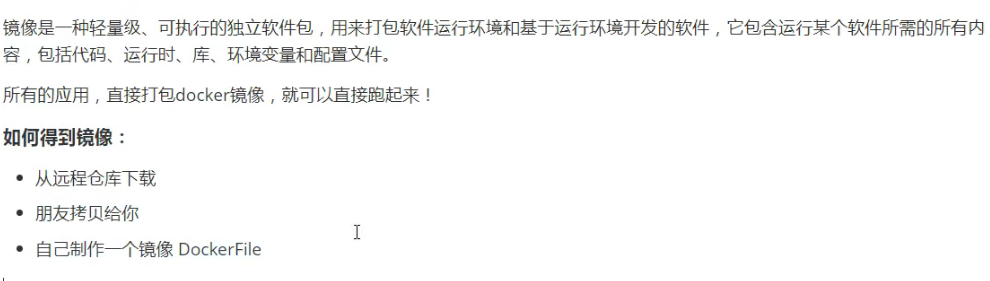 镜像是一种轻量级、可执行的独立软件包，用来打包软件运行环境和基于运行环境开发的软件，它包含运行某个软件所需的所有内
容，包括代码、运行时、库、环境变量和配置文件。
所有的应用，直接打包docker镜像，就可以直接跑起来！
如何得到镜像：
从远程仓库下载
朋友拷贝给你
自己制作一个镜像 DockerFile